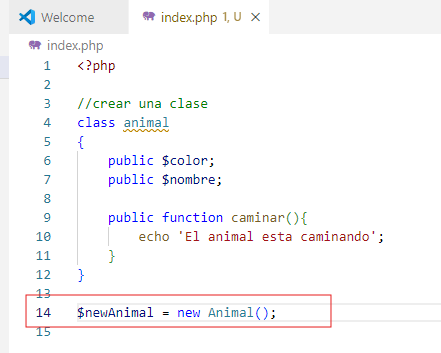 Welcome
index.php 1, U
index.php
1 <?php
2
3 //crear una clase
4 class animal
5 {
6 public $color;
7 public $nombre;
8
9 public function caminar(){
10 echo 'El animal esta caminando';
11 }
12 }
13
14 $newAnimal = new Animal();
15